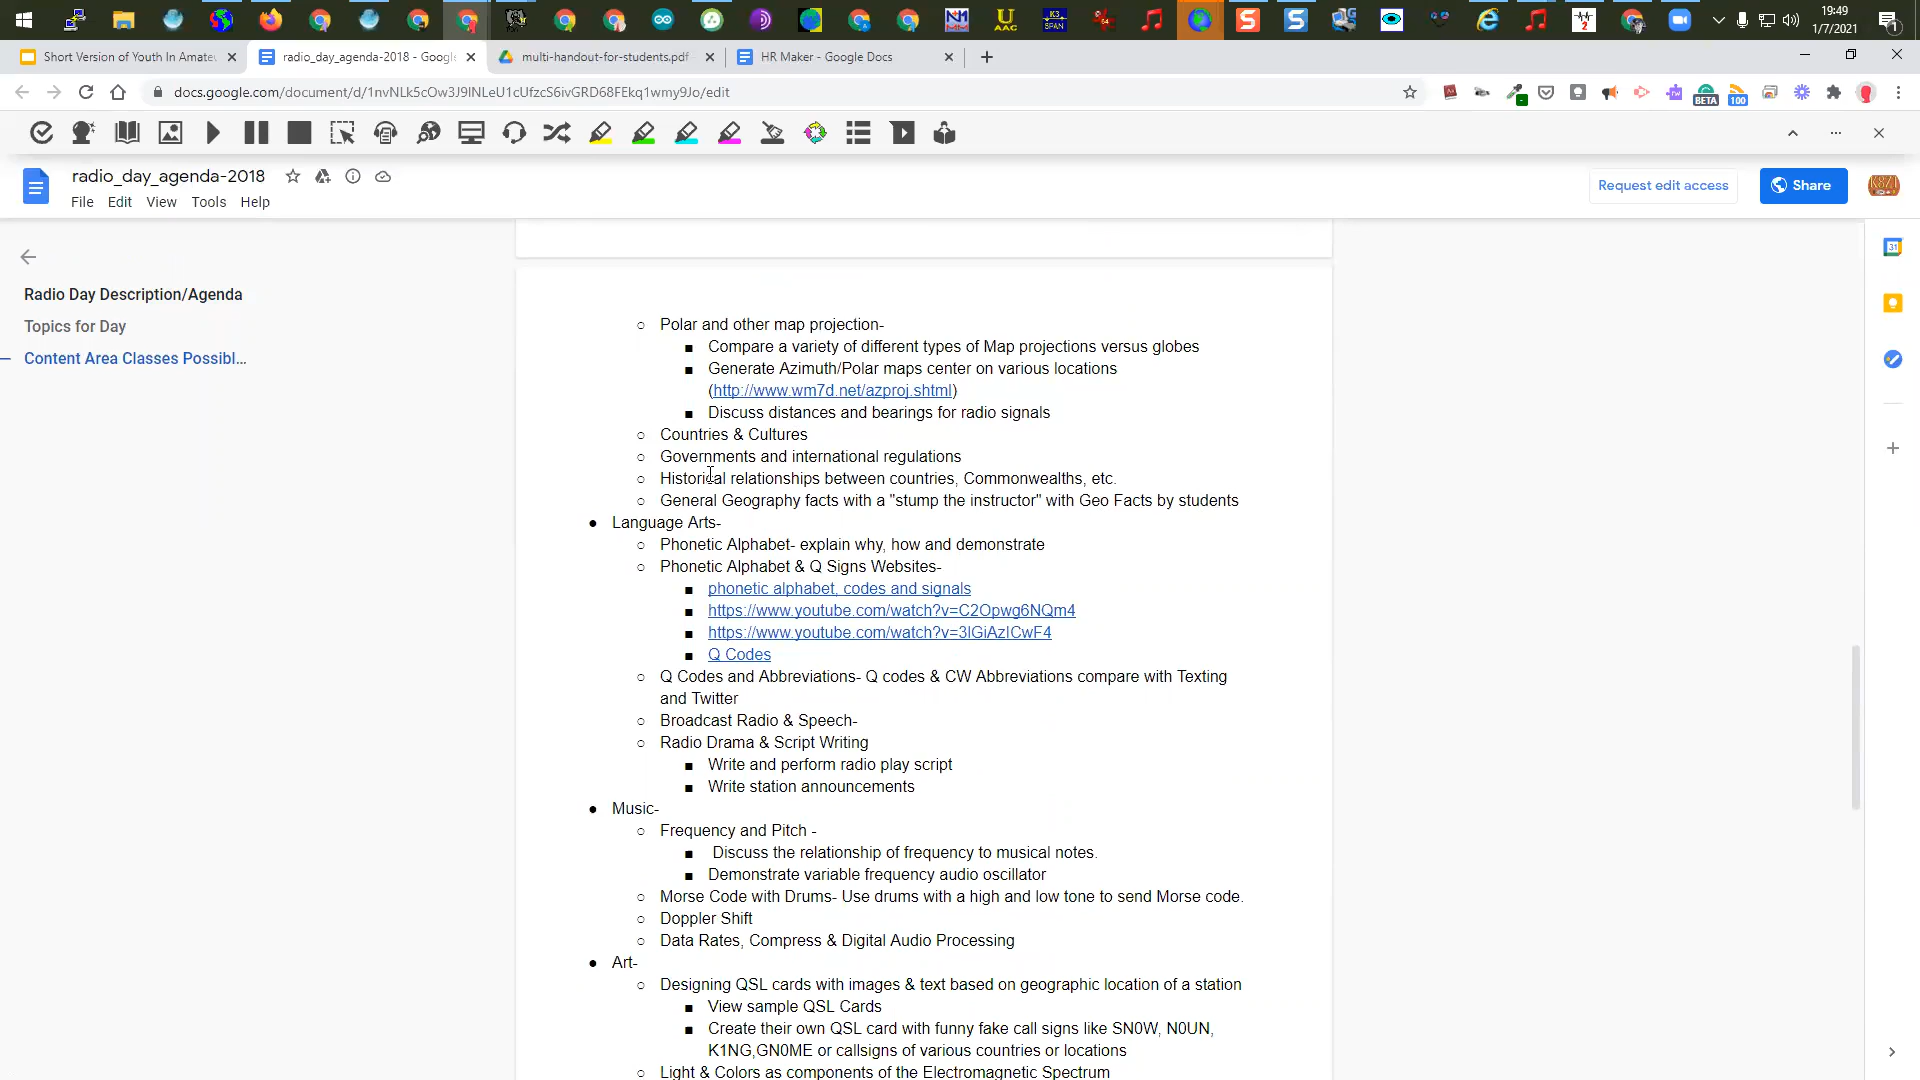 19:49
1/7/2021
Short Version of Youth In Amate
radio_day_agenda-2018 - Googl
multi-handout-for-students.pdf
HR Maker - Google Docs
docs.google.com/document/d/1nvNLk5cOw3J9INLeU1cUfzcS6ivGRD68FEkq1wmy9Jo/edit
BETA
100
radio_day_agenda-2018
File Edit View Tools Help
Request edit access
Share
Radio Day Description/Agenda
Topics for Day
Content Area Classes Possibl...
○ Polar and other map projection-
■ Compare a variety of different types of Map projections versus globes
■ Generate Azimuth/Polar maps center on various locations
(http://www.wm7d.net/azproj.shtml)
■ Discuss distances and bearings for radio signals
○ Countries & Cultures
○ Governments and international regulations
○ Historical relationships between countries, Commonwealths, etc.
○ General Geography facts with a "stump the instructor" with Geo Facts by students
● Language Arts-
○ Phonetic Alphabet- explain why, how and demonstrate
○ Phonetic Alphabet & Q Signs Websites-
■ phonetic alphabet, codes and signals
■ https://www.youtube.com/watch?v=C2Opwg6NQm4
■ https://www.youtube.com/watch?v=3IGiAzICwF4
■ Q Codes
○ Q Codes and Abbreviations- Q codes & CW Abbreviations compare with Texting
and Twitter
○ Broadcast Radio & Speech-
○ Radio Drama & Script Writing
■ Write and perform radio play script
■ Write station announcements
● Music-
○ Frequency and Pitch -
■ Discuss the relationship of frequency to musical notes.
■ Demonstrate variable frequency audio oscillator
○ Morse Code with Drums- Use drums with a high and low tone to send Morse code.
○ Doppler Shift
○ Data Rates, Compress & Digital Audio Processing
● Art-
○ Designing QSL cards with images & text based on geographic location of a station
■ View sample QSL Cards
■ Create their own QSL card with funny fake call signs like SN0W, N0UN,
K1NG,GN0ME or callsigns of various countries or locations
○ Light & Colors as components of the Electromagnetic Spectrum